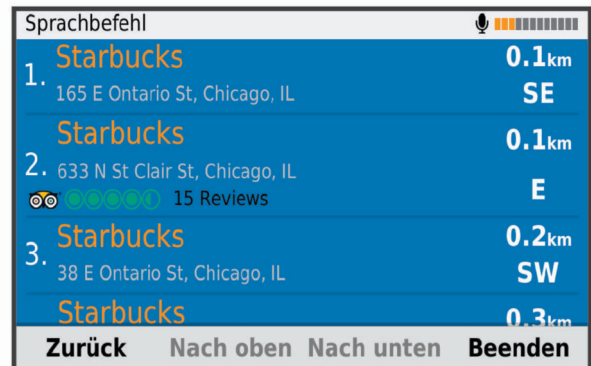 Sprachbefehl
1. Starbucks 0.1km
165 E Ontario St, Chicago, IL SE
2. Starbucks 0.1km
633 N St Clair St, Chicago, IL E
15 Reviews
3. Starbucks 0.2km
38 E Ontario St, Chicago, IL SW
Starbucks 0.3km
Zurück Nach oben Nach unten Beenden